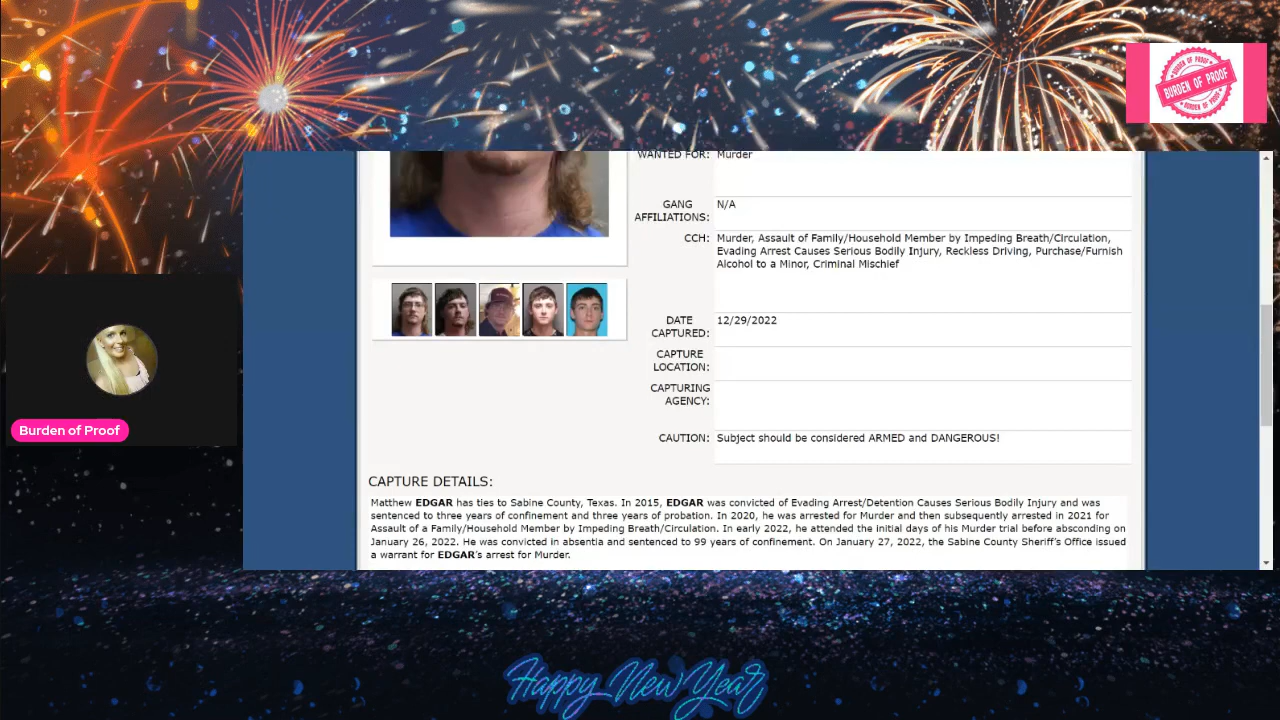 BURDEN OF PROOF
BURDEN OF PROOF
BURDEN OF PROOF
WANTED FOR: Murder
GANG AFFILIATIONS: N/A
CCH: Murder, Assault of Family/Household Member by Impeding Breath/Circulation,
Evading Arrest Causes Serious Bodily Injury, Reckless Driving, Purchase/Furnish
Alcohol to a Minor, Criminal Mischief
DATE CAPTURED: 12/29/2022
CAPTURE LOCATION:
CAPTURING AGENCY:
CAUTION: Subject should be considered ARMED and DANGEROUS!
Burden of Proof
CAPTURE DETAILS:
Matthew EDGAR has ties to Sabine County, Texas. In 2015, EDGAR was convicted of Evading Arrest/Detention Causes Serious Bodily Injury and was
sentenced to three years of confinement and three years of probation. In 2020, he was arrested for Murder and then subsequently arrested in 2021 for
Assault of a Family/Household Member by Impeding Breath/Circulation. In early 2022, he attended the initial days of his Murder trial before absconding on
January 26, 2022. He was convicted in absentia and sentenced to 99 years of confinement. On January 27, 2022, the Sabine County Sheriff's Office issued
a warrant for EDGAR's arrest for Murder.
Happy New Year